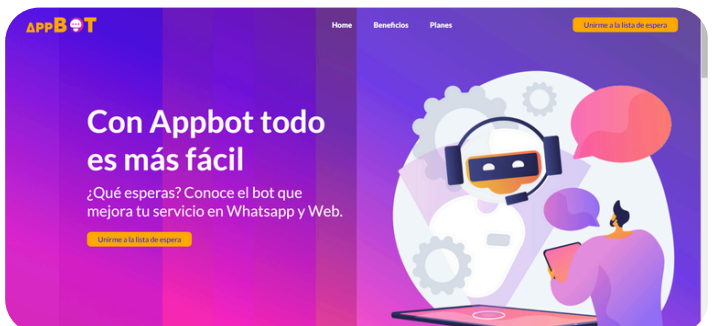 APPBOT
Home Beneficios Planes Unirme a la lista de espera
Con Appbot todo
es más fácil
¿Qué esperas? Conoce el bot que
mejora tu servicio en Whatsapp y Web.
Unirme a la lista de espera